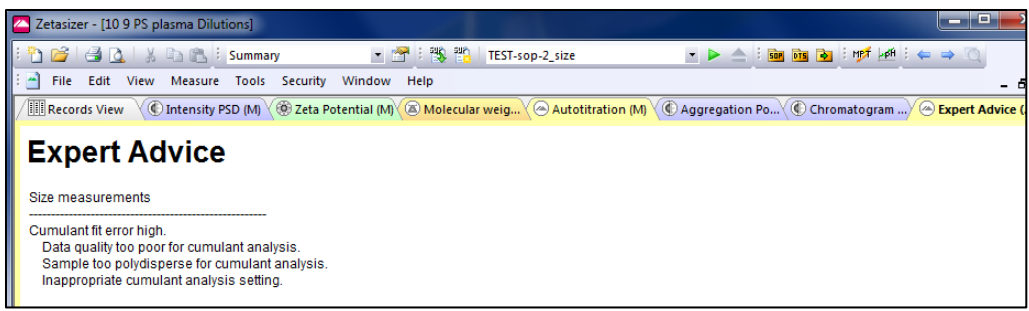 Zetasizer - [10 9 PS plasma Dilutions]
Summary TEST-sop-2_size
File Edit View Measure Tools Security Window Help
Records View Intensity PSD (M) Zeta Potential (M) Molecular weig... Autotitration (M) Aggregation Po... Chromatogram ... Expert Advice (
Expert Advice
Size measurements
------------------------------------------------------
Cumulant fit error high.
Data quality too poor for cumulant analysis.
Sample too polydisperse for cumulant analysis.
Inappropriate cumulant analysis setting.